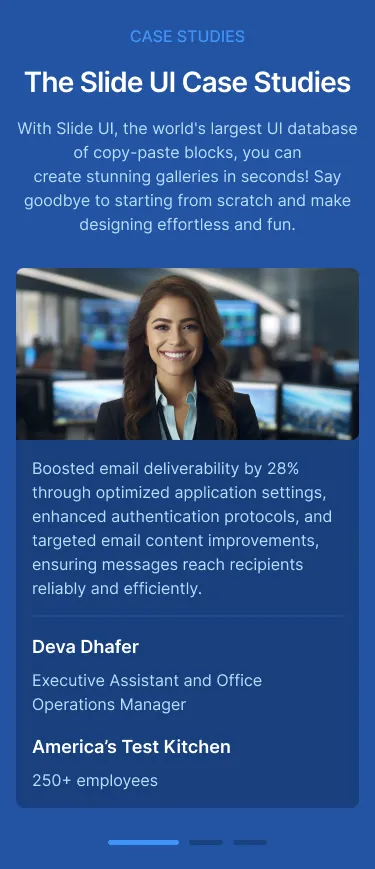 CASE STUDIES
The Slide UI Case Studies
With Slide UI, the world's largest UI database
of copy-paste blocks, you can
create stunning galleries in seconds! Say
goodbye to starting from scratch and make
designing effortless and fun.
Boosted email deliverability by 28%
through optimized application settings,
enhanced authentication protocols, and
targeted email content improvements,
ensuring messages reach recipients
reliably and efficiently.
Deva Dhafer
Executive Assistant and Office
Operations Manager
America’s Test Kitchen
250+ employees